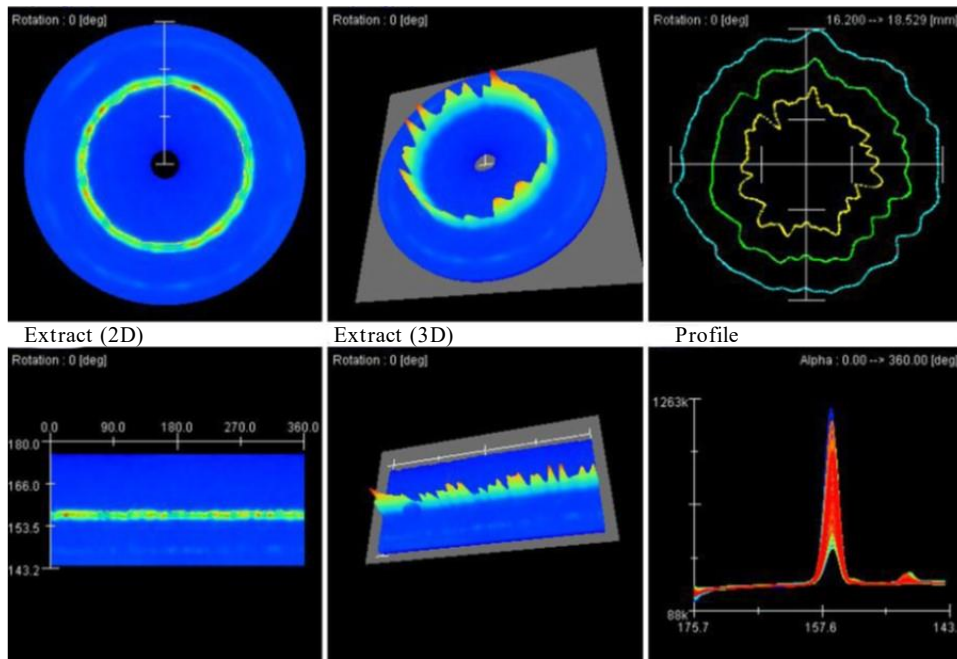 Rotation : 0 [deg]
Rotation : 0 [deg]
Rotation : 0 [deg]
16.200 --> 18.529 [mm]
Extract (2D)
Extract (3D)
Profile
Rotation : 0 [deg]
Rotation : 0 [deg]
Alpha : 0.00 --> 360.00 [deg]
0.0 90.0 180.0 270.0 360.0
180.0
166.0
153.5
143.2
1263k
88k
175.7 157.6 143.